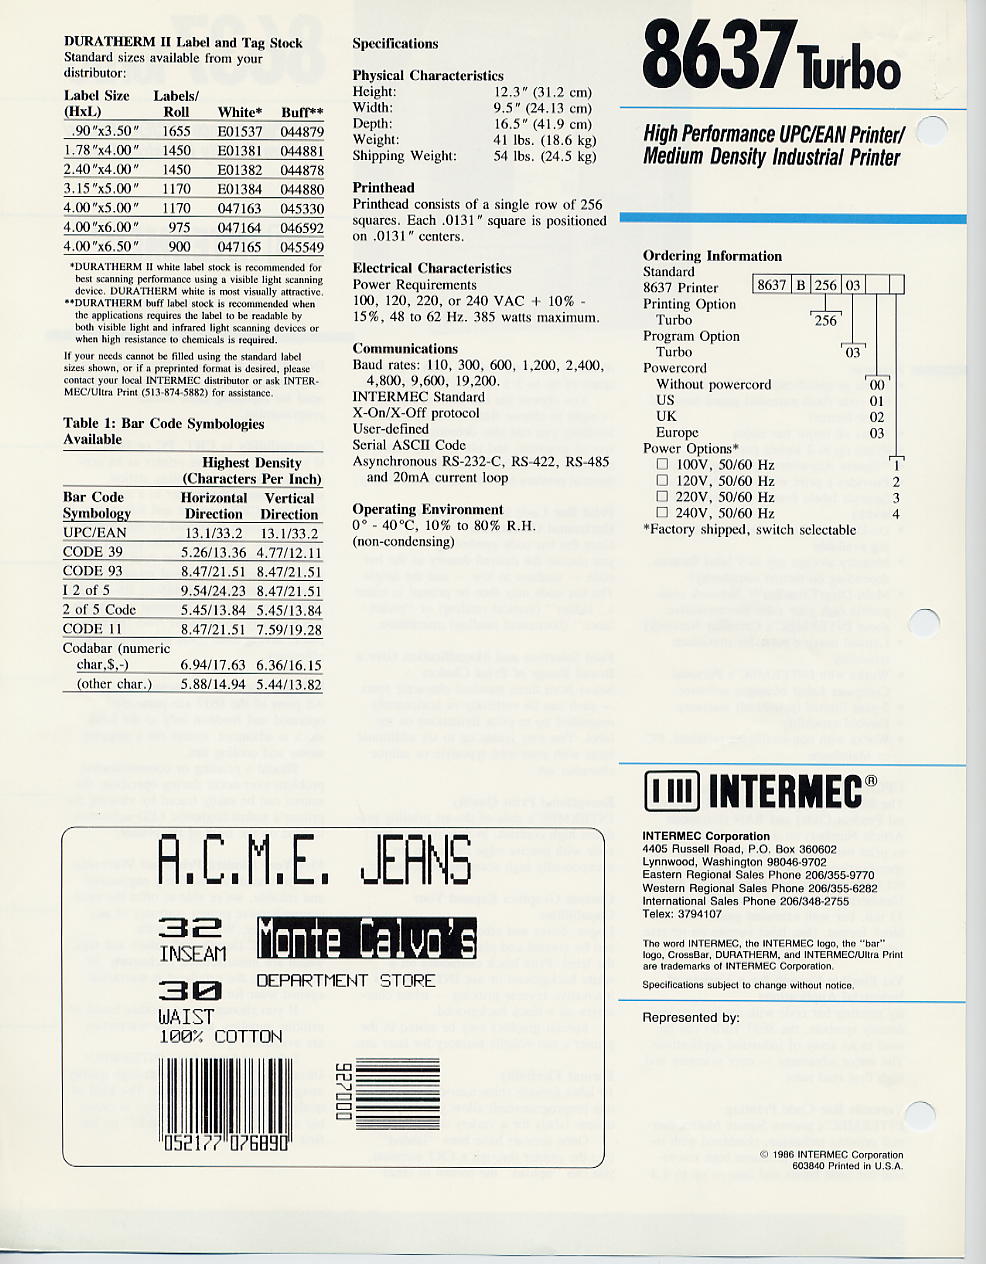 DURATHERM II Label and Tag Stock
Standard sizes available from your
distributor:
Label Size Labels/
(HxL) Roll White* Buff**
.90"x3.50" 1655 E01537 044879
1.78"x4.00" 1450 E01381 044881
2.40"x4.00" 1450 E01382 044878
3.15"x5.00" 1170 E01384 044880
4.00"x5.00" 1170 047163 045330
4.00"x6.00" 975 047164 046592
4.00"x6.50" 900 047165 045549
*DURATHERM II white label stock is recommended for
best scanning performance using a visible light scanning
device. DURATHERM white is most visually attractive.
**DURATHERM buff label stock is recommended when
the applications requires the label to be readable by
both visible light and infrared light scanning devices or
when high resistance to chemicals is required.
If your needs cannot be filled using the standard label
sizes shown, or if a preprinted format is desired, please
contact your local INTERMEC distributor or ask INTER-
MEC/Ultra Print (513-874-5882) for assistance.
Table 1: Bar Code Symbologies
Available
Highest Density
(Characters Per Inch)
Bar Code Horizontal Vertical
Symbology Direction Direction
UPC/EAN 13.1/33.2 13.1/33.2
CODE 39 5.26/13.36 4.77/12.11
CODE 93 8.47/21.51 8.47/21.51
I 2 of 5 9.54/24.23 8.47/21.51
2 of 5 Code 5.45/13.84 5.45/13.84
CODE 11 8.47/21.51 7.59/19.28
Codabar (numeric
char,$,-) 6.94/17.63 6.36/16.15
(other char.) 5.88/14.94 5.44/13.82
Specifications
Physical Characteristics
Height: 12.3" (31.2 cm)
Width: 9.5" (24.13 cm)
Depth: 16.5" (41.9 cm)
Weight: 41 lbs. (18.6 kg)
Shipping Weight: 54 lbs. (24.5 kg)
Printhead
Printhead consists of a single row of 256
squares. Each .0131" square is positioned
on .0131" centers.
Electrical Characteristics
Power Requirements
100, 120, 220, or 240 VAC + 10% -
15%, 48 to 62 Hz. 385 watts maximum.
Communications
Baud rates: 110, 300, 600, 1,200, 2,400,
4,800, 9,600, 19,200.
INTERMEC Standard
X-On/X-Off protocol
User-defined
Serial ASCII Code
Asynchronous RS-232-C, RS-422, RS-485
and 20mA current loop
Operating Environment
0° - 40°C, 10% to 80% R.H.
(non-condensing)
8637 Turbo
High Performance UPC/EAN Printer/
Medium Density Industrial Printer
Ordering Information
Standard
8637 Printer 8637 B 256 03
Printing Option
Turbo 256
Program Option
Turbo 03
Powercord
Without powercord 00
US 01
UK 02
Europe 03
Power Options*
☐ 100V, 50/60 Hz 1
☐ 120V, 50/60 Hz 2
☐ 220V, 50/60 Hz 3
☐ 240V, 50/60 Hz 4
*Factory shipped, switch selectable
INTERMEC®
INTERMEC Corporation
4405 Russell Road, P.O. Box 360602
Lynnwood, Washington 98046-9702
Eastern Regional Sales Phone 206/355-9770
Western Regional Sales Phone 206/355-6282
International Sales Phone 206/348-2755
Telex: 3794107
The word INTERMEC, the INTERMEC logo, the "bar"
logo, CrossBar, DURATHERM, and INTERMEC/Ultra Print
are trademarks of INTERMEC Corporation.
Specifications subject to change without notice.
Represented by:
© 1986 INTERMEC Corporation
603840 Printed in U.S.A.
A.C.M.E. JEANS
32
INSEAM
Monte Calvo's
DEPARTMENT STORE
30
WAIST
100% COTTON
052177 076890
927000